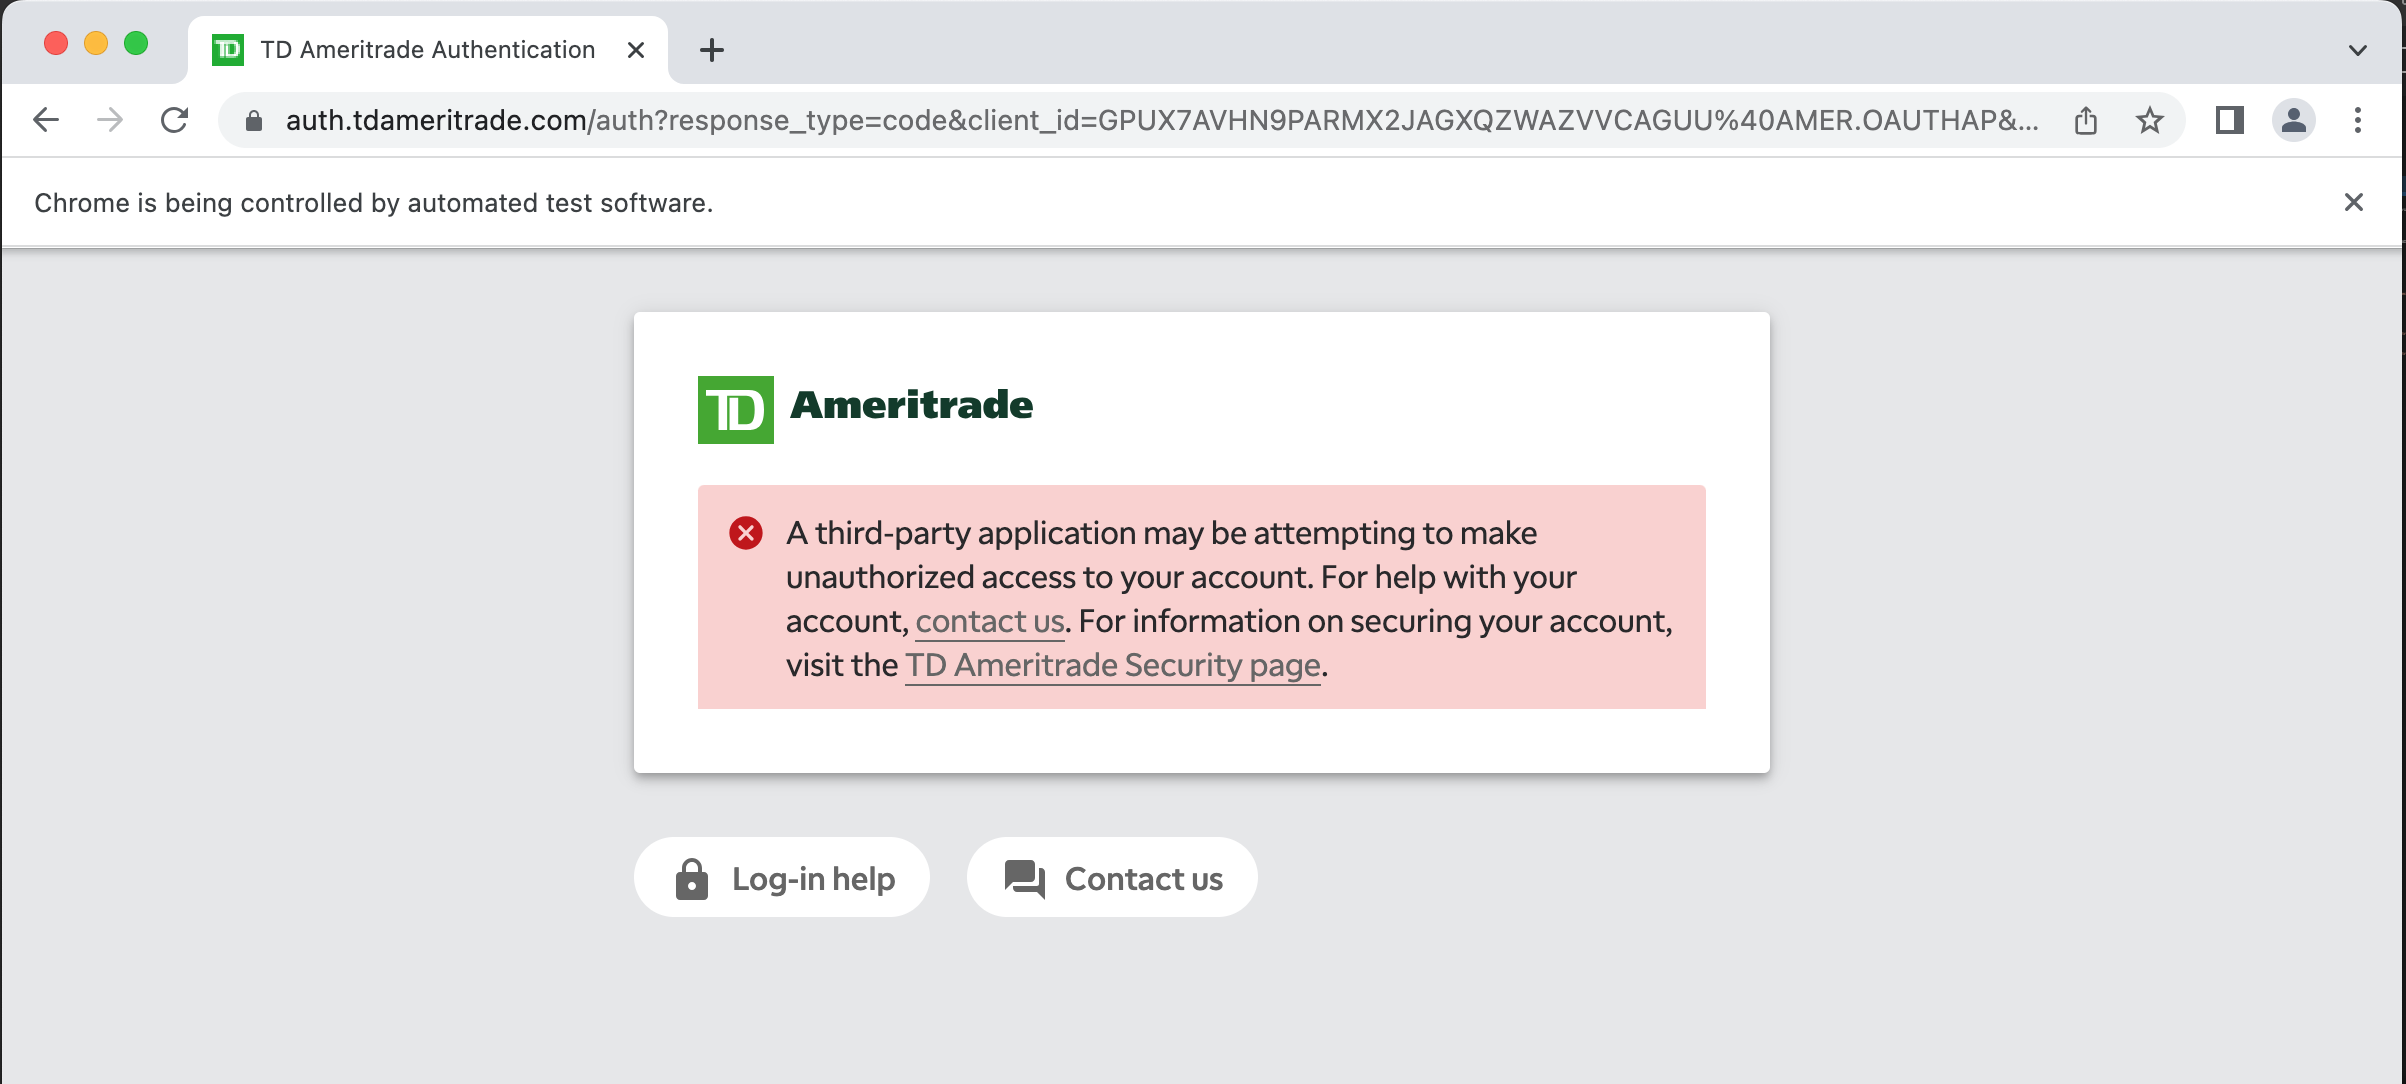 TD Ameritrade Authentication
auth.tdameritrade.com/auth?response_type=code&client_id=GPUX7AVHN9PARMX2JAGXQZWAZVVCAGUU%40AMER.OAUTHAP&...
Chrome is being controlled by automated test software.
TD Ameritrade
A third-party application may be attempting to make
unauthorized access to your account. For help with your
account, contact us. For information on securing your account,
visit the TD Ameritrade Security page.
Log-in help
Contact us